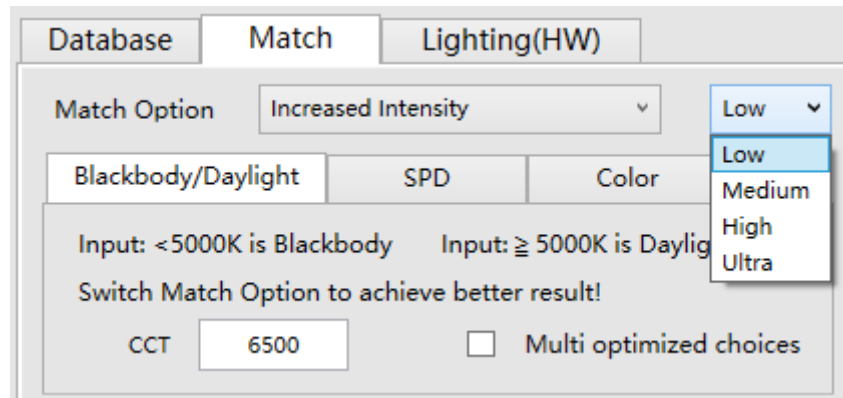 Database Match Lighting(HW)
Match Option Increased Intensity Low
Low
Medium
High
Ultra
Blackbody/Daylight SPD Color
Input: <5000K is Blackbody Input: ≧ 5000K is Daylig
Switch Match Option to achieve better result!
CCT 6500 Multi optimized choices